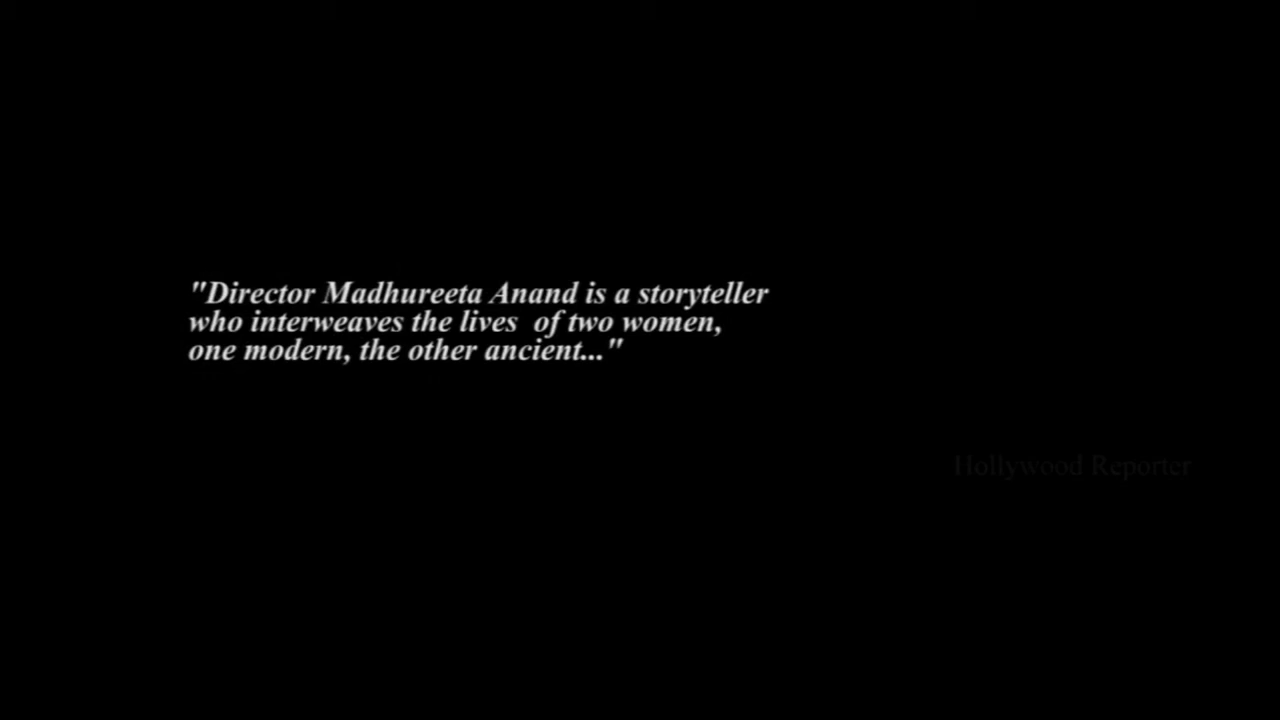 "Director Madhureeta Anand is a storyteller
who interweaves the lives  of two women,
one modern, the other ancient..."
Hollywood Reporter